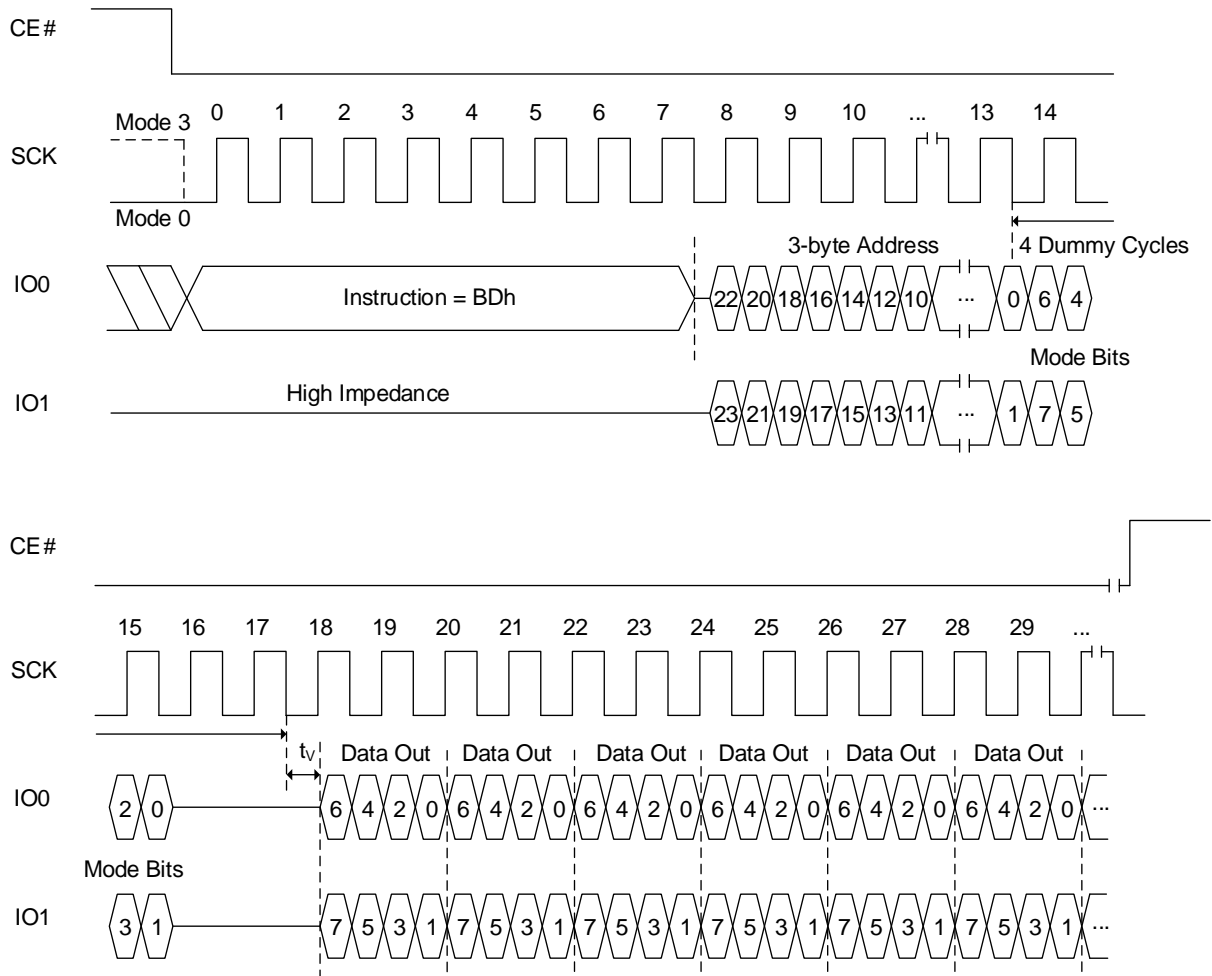 CE#
0 1 2 3 4 5 6 7 8 9 10 ... 13 14
Mode 3
SCK
Mode 0
3-byte Address 4 Dummy Cycles
IO0 Instruction = BDh 22 20 18 16 14 12 10 ... 0 6 4
Mode Bits
IO1 High Impedance 23 21 19 17 15 13 11 ... 1 7 5
CE#
15 16 17 18 19 20 21 22 23 24 25 26 27 28 29 ...
SCK
tV Data Out Data Out Data Out Data Out Data Out Data Out
IO0 2 0 6 4 2 0 6 4 2 0 6 4 2 0 6 4 2 0 6 4 2 0 6 4 2 0 ...
Mode Bits
IO1 3 1 7 5 3 1 7 5 3 1 7 5 3 1 7 5 3 1 7 5 3 1 7 5 3 1 ...